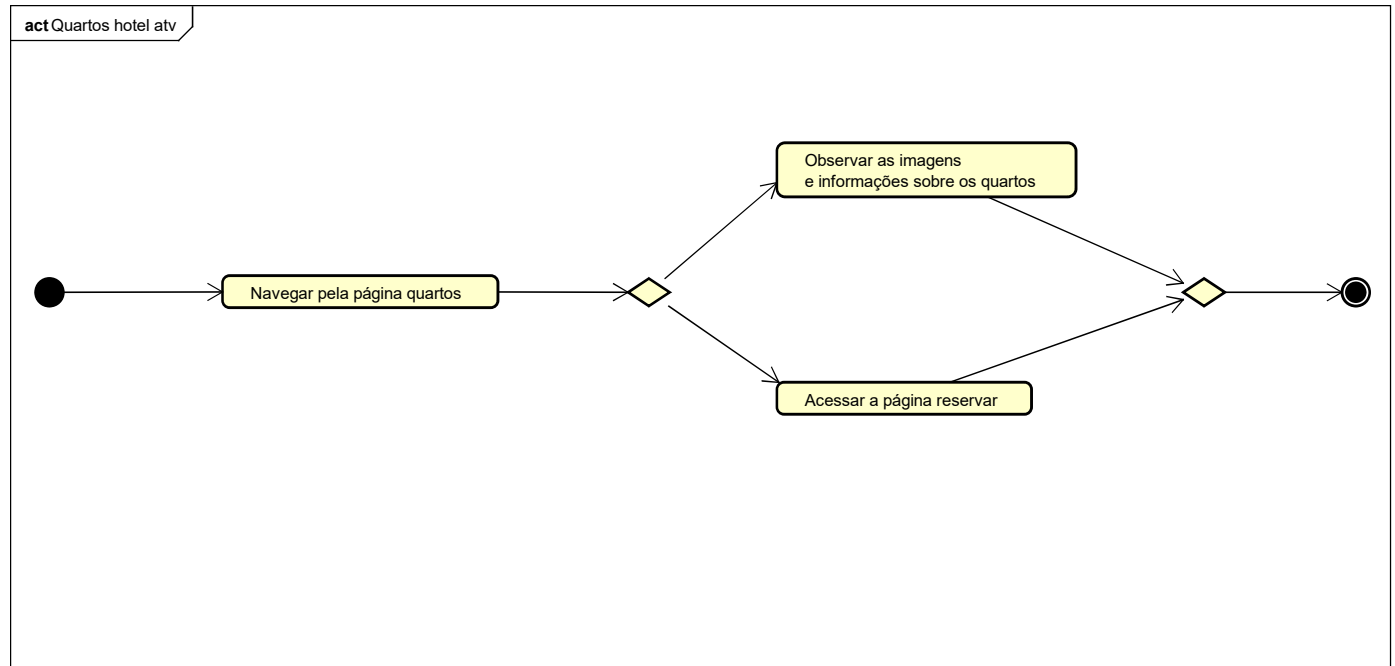 act Quartos hotel atv
Observar as imagens
e informações sobre os quartos
Navegar pela página quartos
Acessar a página reservar